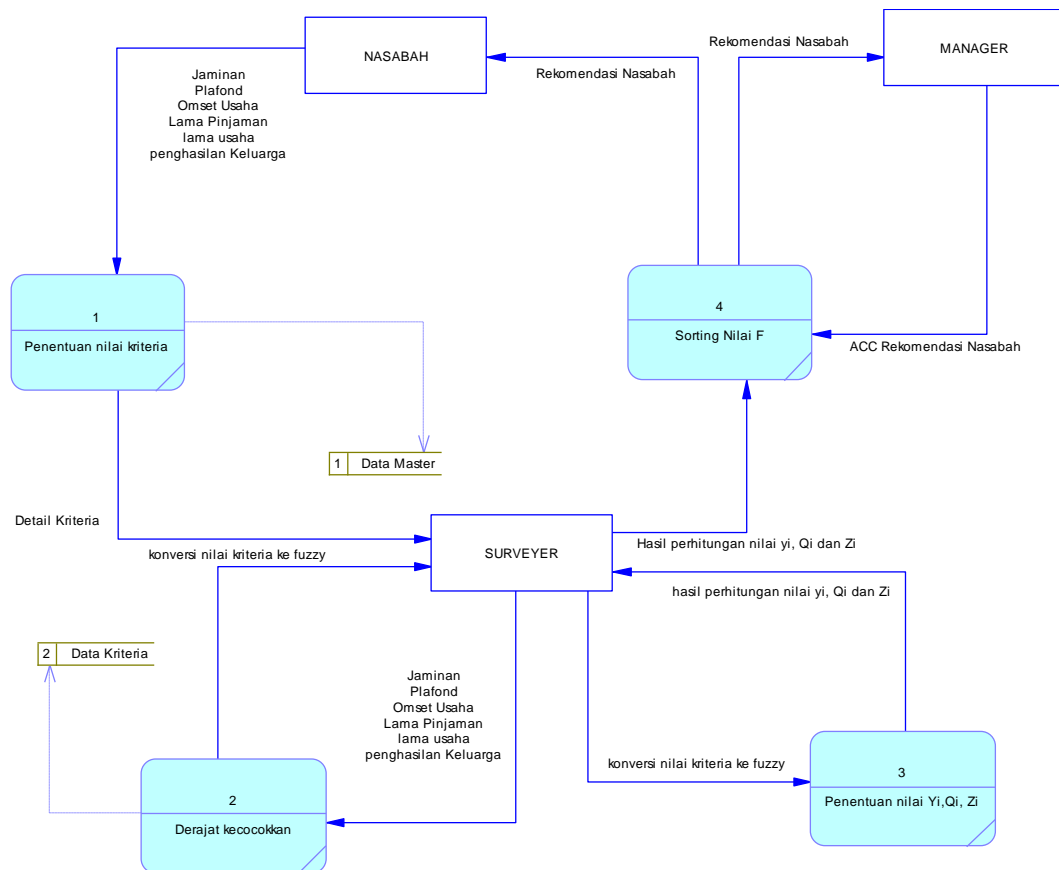 NASABAH
Rekomendasi Nasabah
MANAGER
Rekomendasi Nasabah
Jaminan
Plafond
Omset Usaha
Lama Pinjaman
lama usaha
penghasilan Keluarga
1
Penentuan nilai kriteria
4
Sorting Nilai F
ACC Rekomendasi Nasabah
1 Data Master
Detail Kriteria
konversi nilai kriteria ke fuzzy
SURVEYER
Hasil perhitungan nilai yi, Qi dan Zi
hasil perhitungan nilai yi, Qi dan Zi
2 Data Kriteria
Jaminan
Plafond
Omset Usaha
Lama Pinjaman
lama usaha
penghasilan Keluarga
konversi nilai kriteria ke fuzzy
3
Penentuan nilai Yi,Qi, Zi
2
Derajat kecocokkan